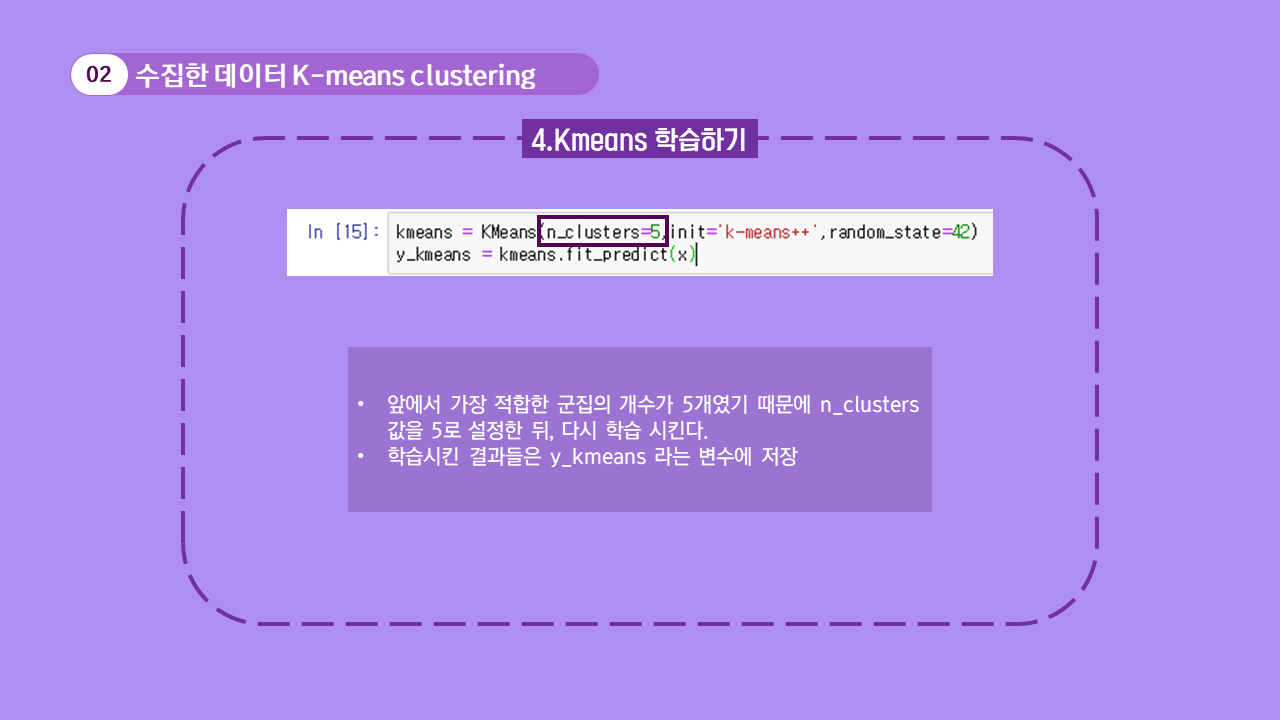 02 수집한 데이터 K-means clustering
4.Kmeans 학습하기
In [15]: kmeans = KMeans(n_clusters=5,init='k-means++',random_state=42)
y_kmeans = kmeans.fit_predict(x)
• 앞에서 가장 적합한 군집의 개수가 5개였기 때문에 n_clusters
값을 5로 설정한 뒤, 다시 학습 시킨다.
• 학습시킨 결과들은 y_kmeans 라는 변수에 저장